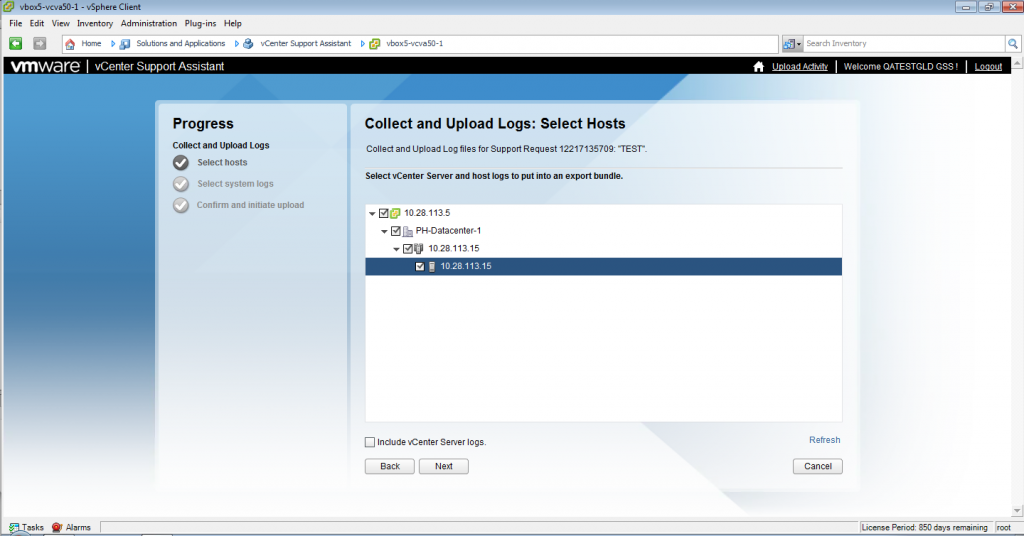 vbox5-vcva50-1 - vSphere Client
File Edit View Inventory Administration Plug-ins Help
Home Solutions and Applications vCenter Support Assistant vbox5-vcva50-1 Search Inventory
vmware | vCenter Support Assistant Upload Activity | Welcome QATESTGLD GSS ! | Logout
Progress
Collect and Upload Logs
Select hosts
Select system logs
Confirm and initiate upload
Collect and Upload Logs: Select Hosts
Collect and Upload Log files for Support Request 12217135709: "TEST".
Select vCenter Server and host logs to put into an export bundle.
10.28.113.5
PH-Datacenter-1
10.28.113.15
10.28.113.15
Include vCenter Server logs.
Refresh
Back Next Cancel
Tasks Alarms License Period: 850 days remaining root